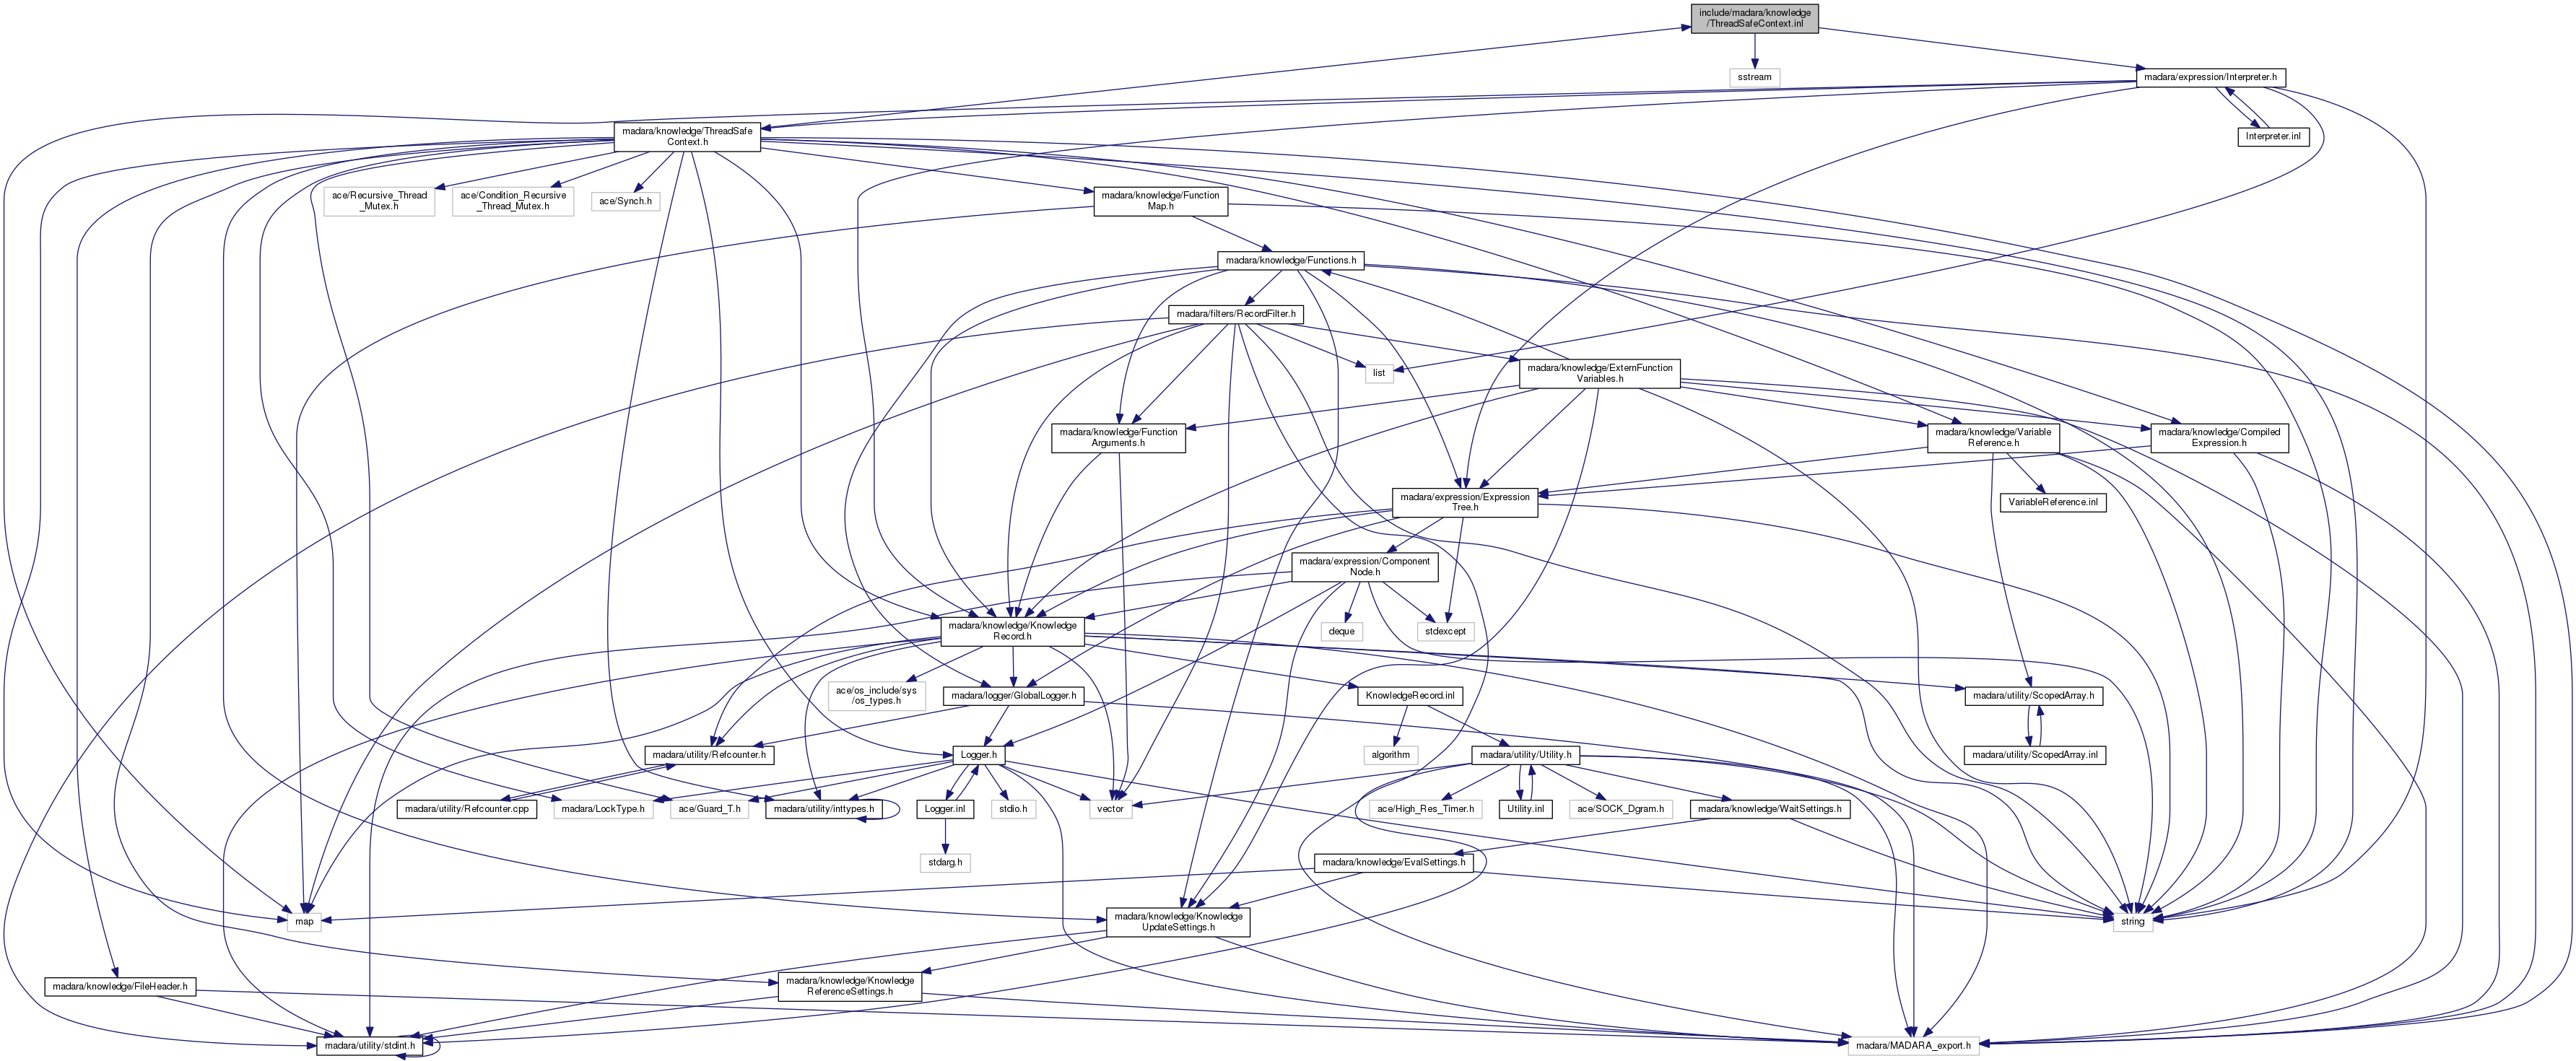 include/madara/knowledge
/ThreadSafeContext.inl
sstream
madara/expression/Interpreter.h
madara/knowledge/ThreadSafe
Context.h
Interpreter.inl
ace/Recursive_Thread
_Mutex.h
ace/Condition_Recursive
_Thread_Mutex.h
ace/Synch.h
madara/knowledge/Function
Map.h
madara/knowledge/Functions.h
madara/filters/RecordFilter.h
list
madara/knowledge/ExternFunction
Variables.h
madara/knowledge/Function
Arguments.h
madara/knowledge/Variable
Reference.h
madara/knowledge/Compiled
Expression.h
madara/expression/Expression
Tree.h
VariableReference.inl
madara/expression/Component
Node.h
madara/knowledge/Knowledge
Record.h
deque
stdexcept
ace/os_include/sys
/os_types.h
madara/logger/GlobalLogger.h
KnowledgeRecord.inl
madara/utility/ScopedArray.h
madara/utility/Refcounter.h
Logger.h
algorithm
madara/utility/Utility.h
madara/utility/ScopedArray.inl
madara/utility/Refcounter.cpp
madara/LockType.h
ace/Guard_T.h
madara/utility/inttypes.h
Logger.inl
stdio.h
vector
ace/High_Res_Timer.h
Utility.inl
ace/SOCK_Dgram.h
madara/knowledge/WaitSettings.h
stdarg.h
madara/knowledge/EvalSettings.h
map
madara/knowledge/Knowledge
UpdateSettings.h
string
madara/knowledge/FileHeader.h
madara/knowledge/Knowledge
ReferenceSettings.h
madara/utility/stdint.h
madara/MADARA_export.h